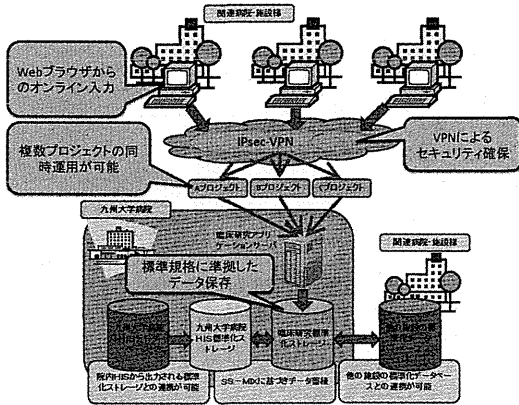 関連病院・施設様
Webブラウザから
のオンライン入力
IPsec-VPN
VPNによる
セキュリティ確保
複数プロジェクトの同
時運用が可能
Aプロジェクト
Bプロジェクト
Cプロジェクト
九州大学病院
臨床研究アプリ
ケーションサーバ
関連病院・施設様
標準規格に準拠した
データ保存
九州大学病院
HIS標準化
ストレージ
臨床研究標準
化ストレージ
院内HISから出力される標準
化ストレージとの連携が可能
SS-MIXに基づきデータ蓄積
他の施設の標準化データベー
スとの連携が可能